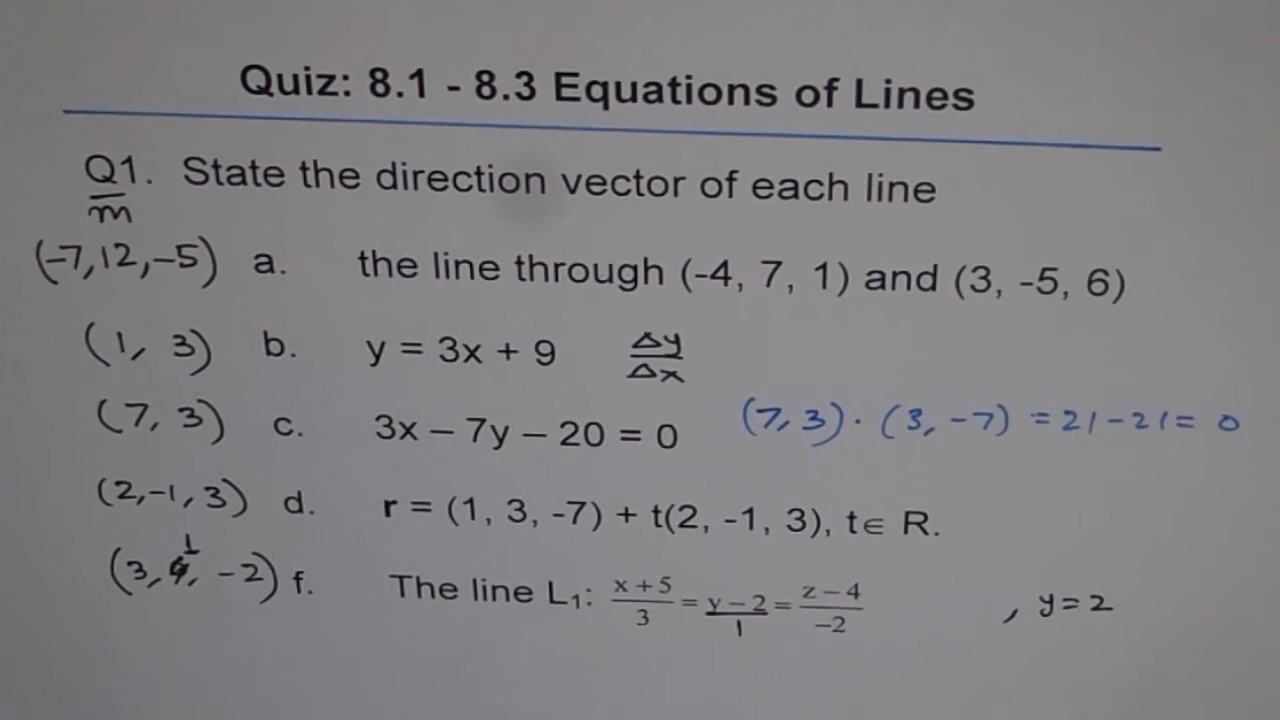 Quiz: 8.1 - 8.3 Equations of Lines
Q1. State the direction vector of each line
m
(-7,12,-5) a. the line through (-4, 7, 1) and (3, -5, 6)
(1, 3) b. y = 3x + 9 Δy/Δx
(7, 3) c. 3x – 7y – 20 = 0 (7,3)·(3,-7) = 21-21= 0
(2,-1,3) d. r = (1, 3, -7) + t(2, -1, 3), t∈ R.
(3, 1, -2) f. The line L₁: x+5/3 = y-2/1 = z-4/-2 , y=2